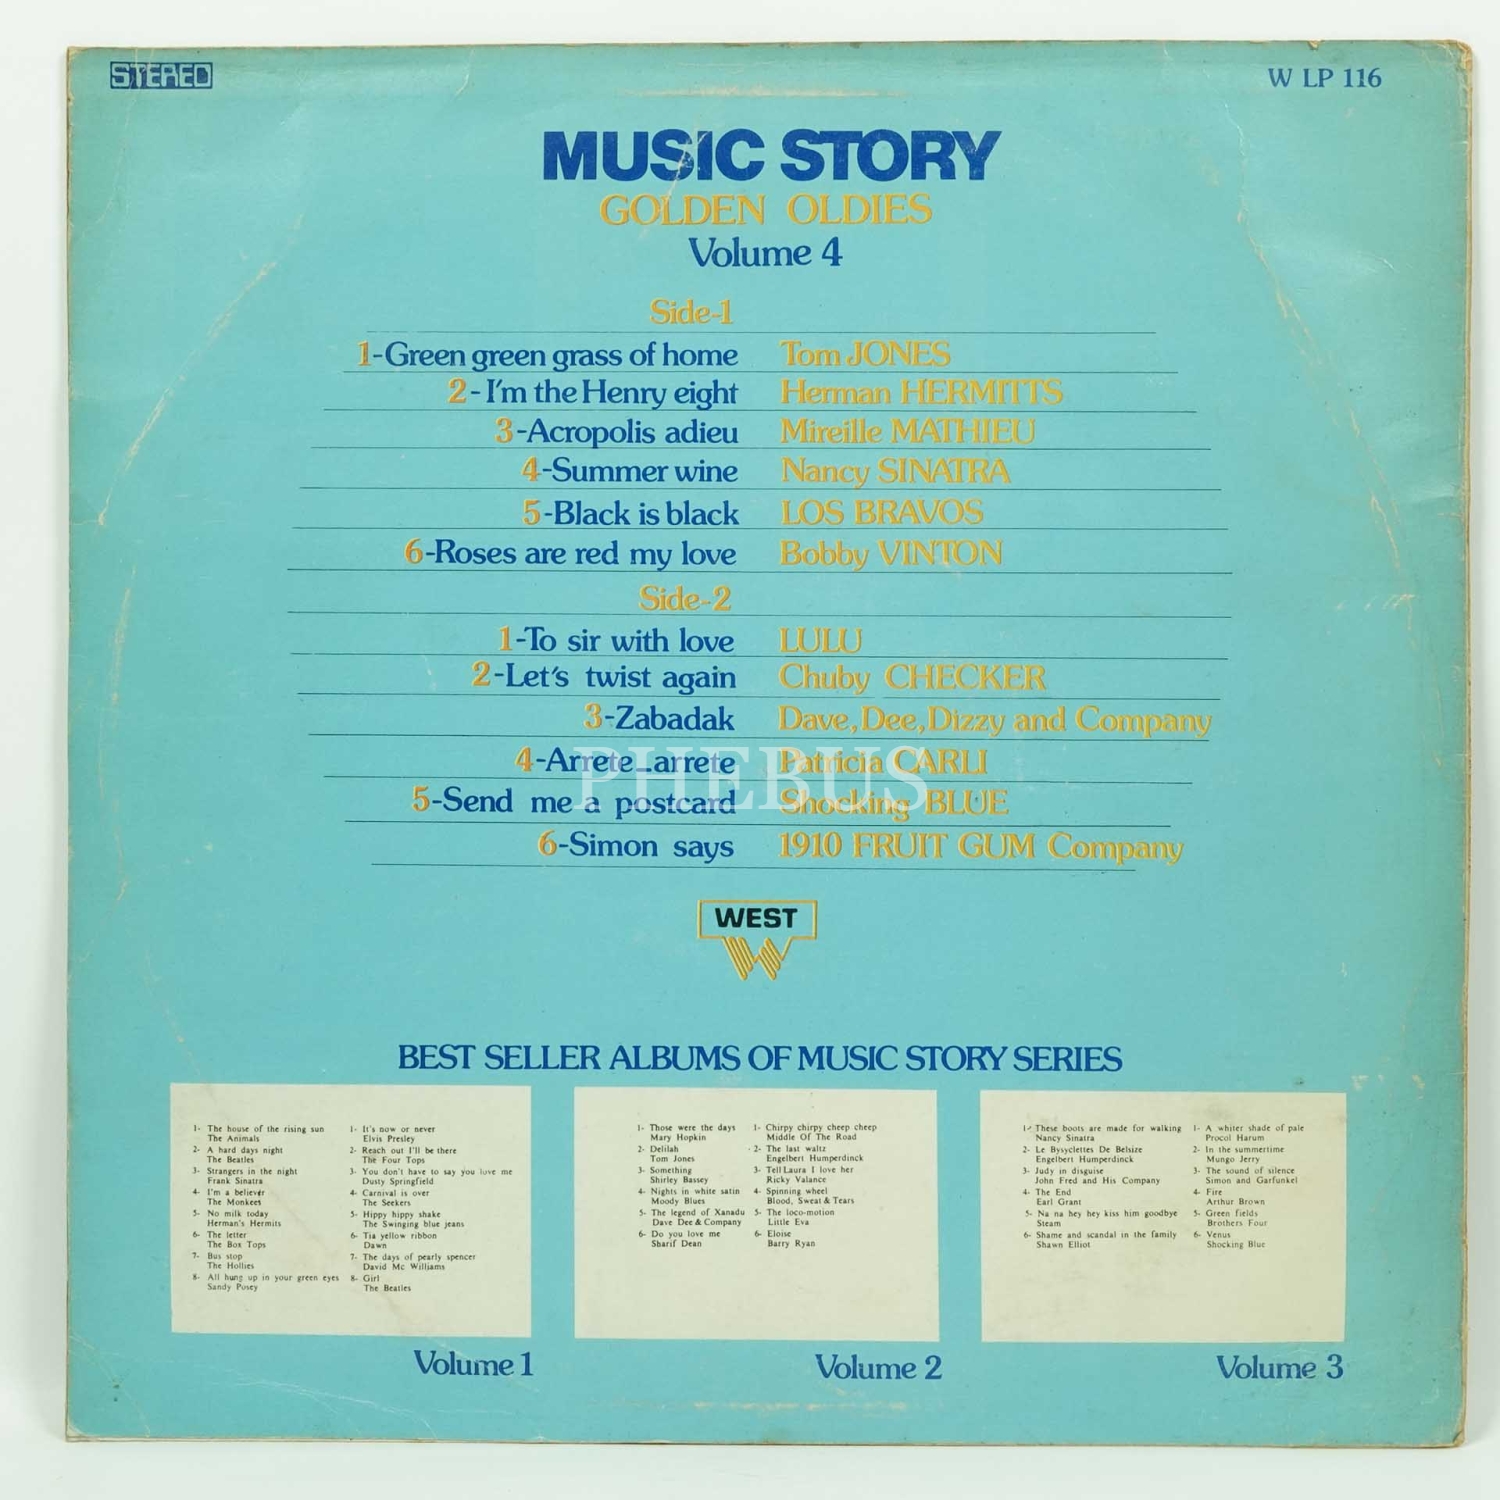 STEREO
W LP 116
MUSIC STORY
GOLDEN OLDIES
Volume 4
Side-1
1-Green green grass of home Tom JONES
2-I'm the Henry eight Herman HERMITTS
3-Acropolis adieu Mireille MATHIEU
4-Summer wine Nancy SINATRA
5-Black is black LOS BRAVOS
6-Roses are red my love Bobby VINTON
Side-2
1-To sir with love LULU
2-Let's twist again Chuby CHECKER
3-Zabadak Dave, Dee, Dizzy and Company
4-Arrete_arrete Patricia CARLI
5-Send me a postcard Shocking BLUE
6-Simon says 1910 FRUIT GUM Company
PHEBUS
WEST
W
BEST SELLER ALBUMS OF MUSIC STORY SERIES
1- The house of the rising sun
The Animals
2- A hard days night
The Beatles
3- Strangers in the night
Frank Sinatra
4- I'm a believer
The Monkees
5- No milk today
Herman's Hermits
6- The letter
The Box Tops
7- Bus stop
The Hollies
8- All hung up in your green eyes
Sandy Posey
1- It's now or never
Elvis Presley
2- Reach out I'll be there
The Four Tops
3- You don't have to say you love me
Dusty Springfield
4- Carnival is over
The Seekers
5- Hippy hippy shake
The Swinging blue jeans
6- Tia yellow ribbon
Dawn
7- The days of pearly spencer
David Mc Williams
8- Girl
The Beatles
Volume 1
1- Those were the days
Mary Hopkin
2- Delilah
Tom Jones
3- Something
Shirley Bassey
4- Nights in white satin
Moody Blues
5- The legend of Xanadu
Dave Dee & Company
6- Do you love me
Sharif Dean
1- Chirpy chirpy cheep cheep
Middle Of The Road
2- The last waltz
Engelbert Humperdinck
3- Tell Laura I love her
Ricky Valance
4- Spinning wheel
Blood, Sweat & Tears
5- The loco-motion
Little Eva
6- Eloise
Barry Ryan
Volume 2
1- These boots are made for walking
Nancy Sinatra
2- Le Bysyclettes De Belsize
Engelbert Humperdinck
3- Judy in disguise
John Fred and His Company
4- The End
Earl Grant
5- Na na hey hey kiss him goodbye
Steam
6- Shame and scandal in the family
Shawn Elliot
1- A whiter shade of pale
Procol Harum
2- In the summertime
Mungo Jerry
3- The sound of silence
Simon and Garfunkel
4- Fire
Arthur Brown
5- Green fields
Brothers Four
6- Venus
Shocking Blue
Volume 3